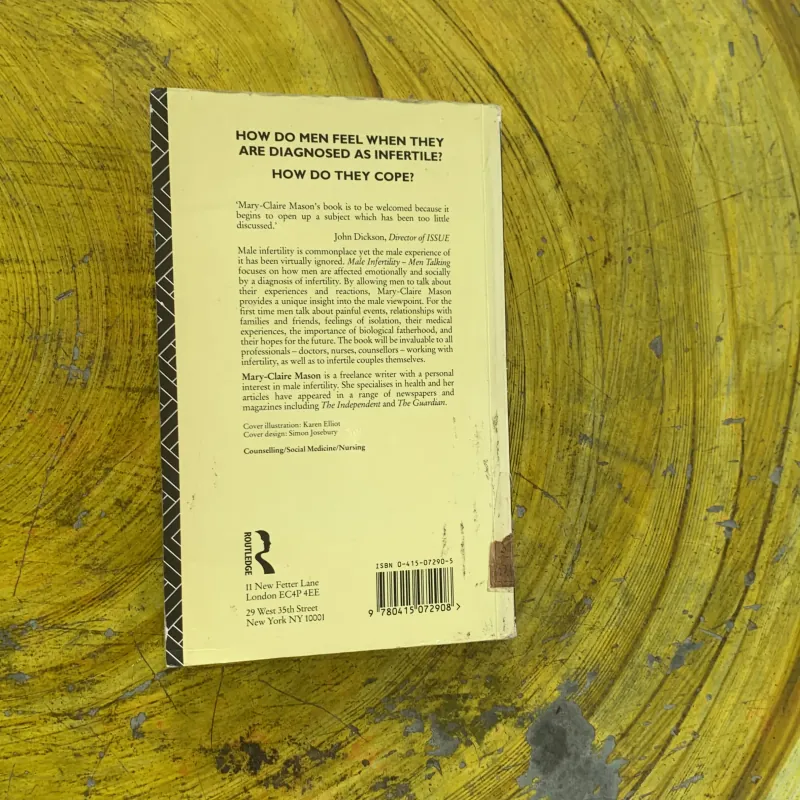 HOW DO MEN FEEL WHEN THEY
ARE DIAGNOSED AS INFERTILE?
HOW DO THEY COPE?
'Mary-Claire Mason's book is to be welcomed because it
begins to open up a subject which has been too little
discussed.'
John Dickson, Director of ISSUE
Male infertility is commonplace yet the male experience of
it has been virtually ignored. Male Infertility – Men Talking
focuses on how men are affected emotionally and socially
by a diagnosis of infertility. By allowing men to talk about
their experiences and reactions, Mary-Claire Mason
provides a unique insight into the male viewpoint. For the
first time men talk about painful events, relationships with
families and friends, feelings of isolation, their medical
experiences, the importance of biological fatherhood, and
their hopes for the future. The book will be invaluable to all
professionals – doctors, nurses, counsellors – working with
infertility, as well as to infertile couples themselves.
Mary-Claire Mason is a freelance writer with a personal
interest in male infertility. She specialises in health and her
articles have appeared in a range of newspapers and
magazines including The Independent and The Guardian.
Cover illustration: Karen Elliot
Cover design: Simon Josebury
Counselling/Social Medicine/Nursing
ROUTLEDGE
11 New Fetter Lane
London EC4P 4EE
29 West 35th Street
New York NY 10001
ISBN 0-415-07290-5
9 780415 072908 >